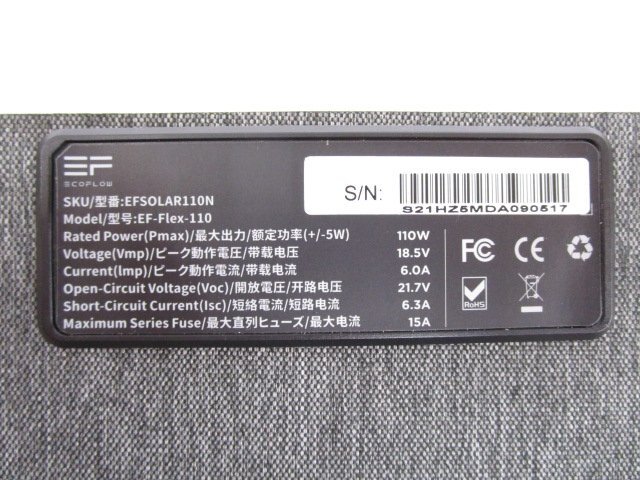 EF
ECOFLOW
SKU/型番:EFSOLAR110N
Model/型号:EF-Flex-110
S/N:
S21HZ5MDA090517
Rated Power(Pmax)/最大出力/额定功率(+/-5W) 110W
Voltage(Vmp)/ピーク動作電圧/带载电压 18.5V
Current(lmp)/ピーク動作電流/带载电流 6.0A
Open-Circuit Voltage(Voc)/開放電圧/开路电压 21.7V
Short-Circuit Current(Isc)/短絡電流/短路电流 6.3A
Maximum Series Fuse/最大直列ヒューズ/最大电流 15A
FC CE
RoHS